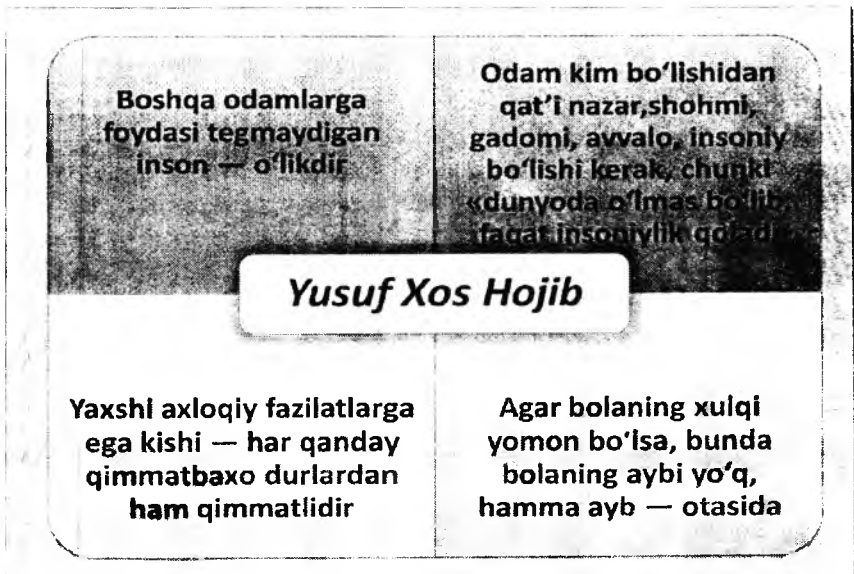 Boshqa odamlarga
foydasi tegmaydigan
inson — o‘likdir
Odam kim bo‘lishidan
qat’i nazar,shohmi,
gadomi, avvalo, insoniy
bo‘lishi kerak, chunki
«dunyoda o‘lmas bo‘lib,
faqat insoniylik qoladi
Yusuf Xos Hojib
Yaxshi axloqiy fazilatlarga
ega kishi — har qanday
qimmatbaxo durlardan
ham qimmatlidir
Agar bolaning xulqi
yomon bo‘lsa, bunda
bolaning aybi yo‘q,
hamma ayb — otasida